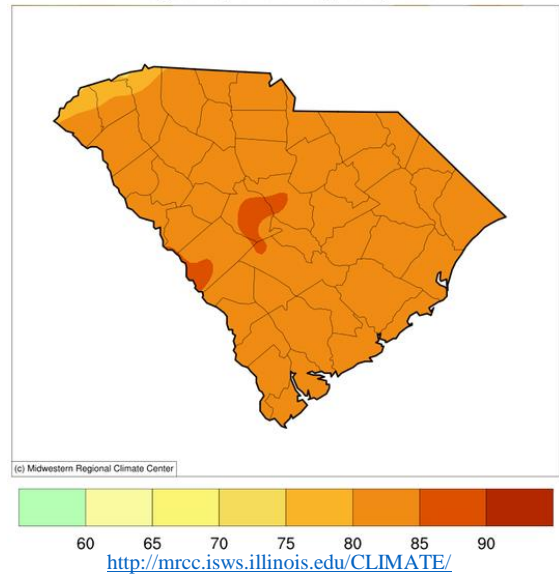 (c) Midwestern Regional Climate Center
60 65 70 75 80 85 90
http://mrcc.isws.illinois.edu/CLIMATE/